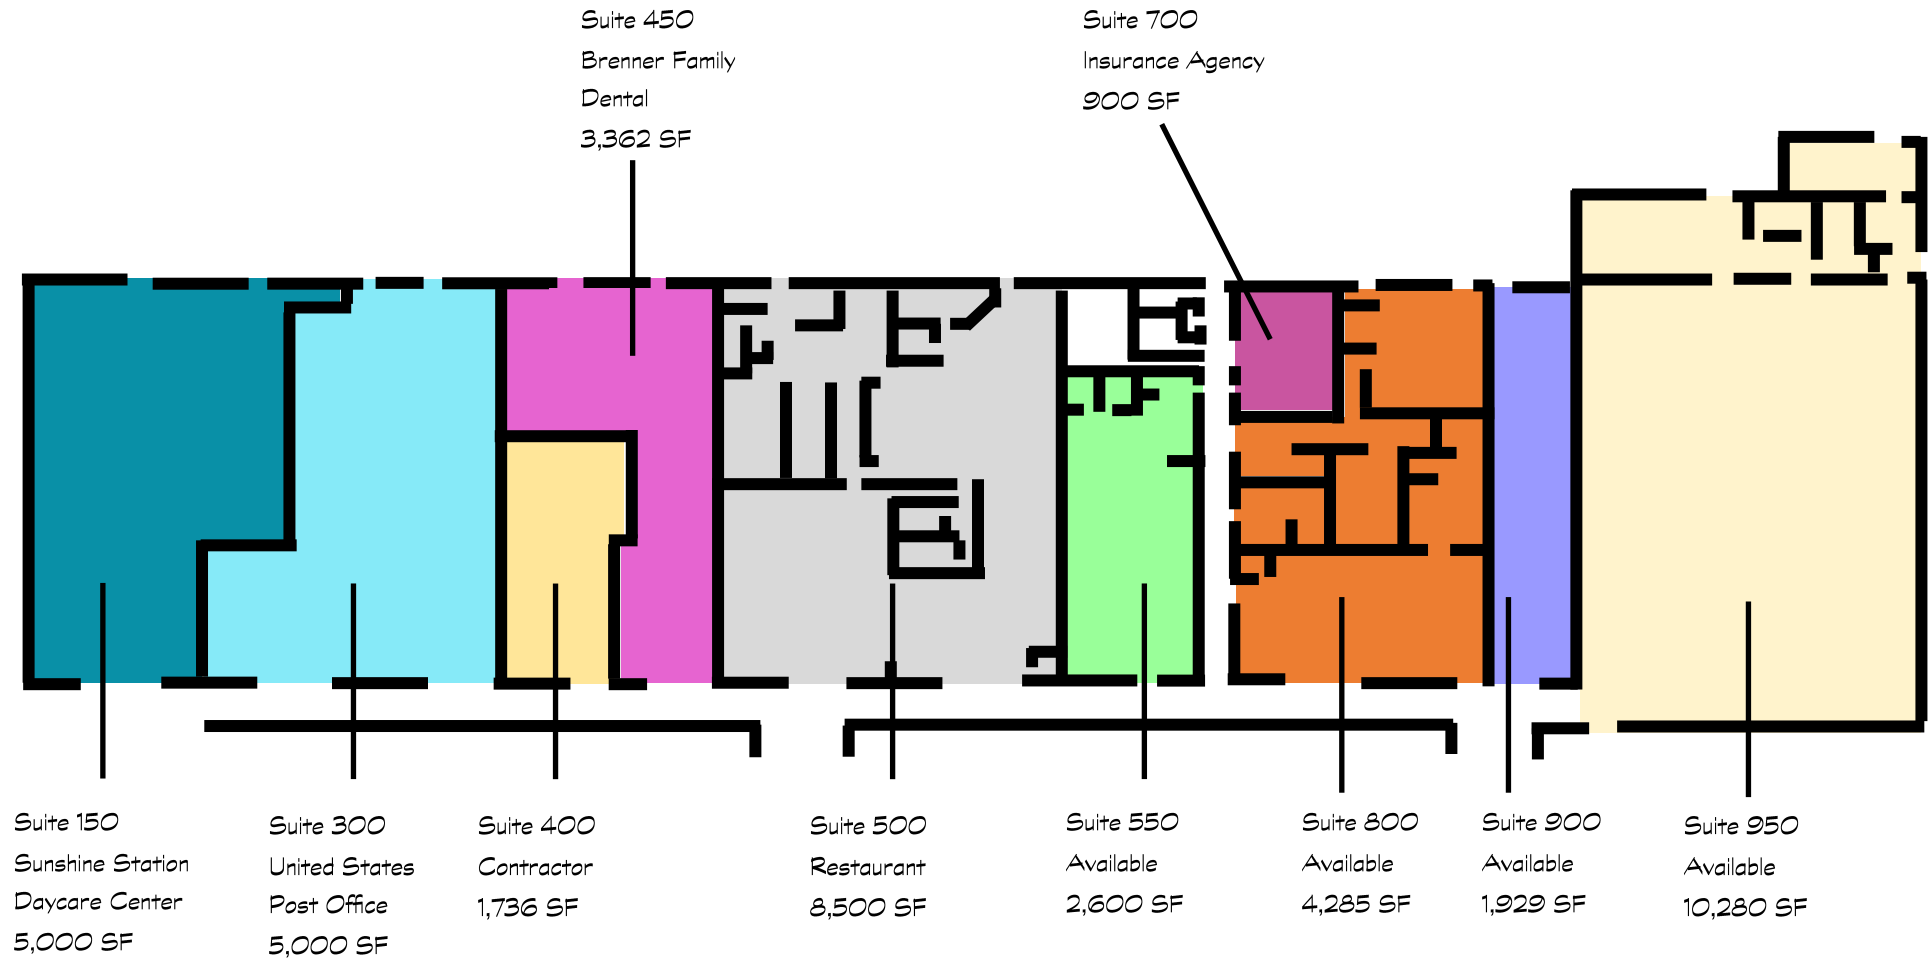 Suite 450
Brenner Family
Dental
3,362 SF
Suite 700
Insurance Agency
900 SF
Suite 150
Sunshine Station
Daycare Center
5,000 SF
Suite 300
United States
Post Office
5,000 SF
Suite 400
Contractor
1,736 SF
Suite 500
Restaurant
8,500 SF
Suite 550
Available
2,600 SF
Suite 800
Available
4,285 SF
Suite 900
Available
1,929 SF
Suite 950
Available
10,280 SF